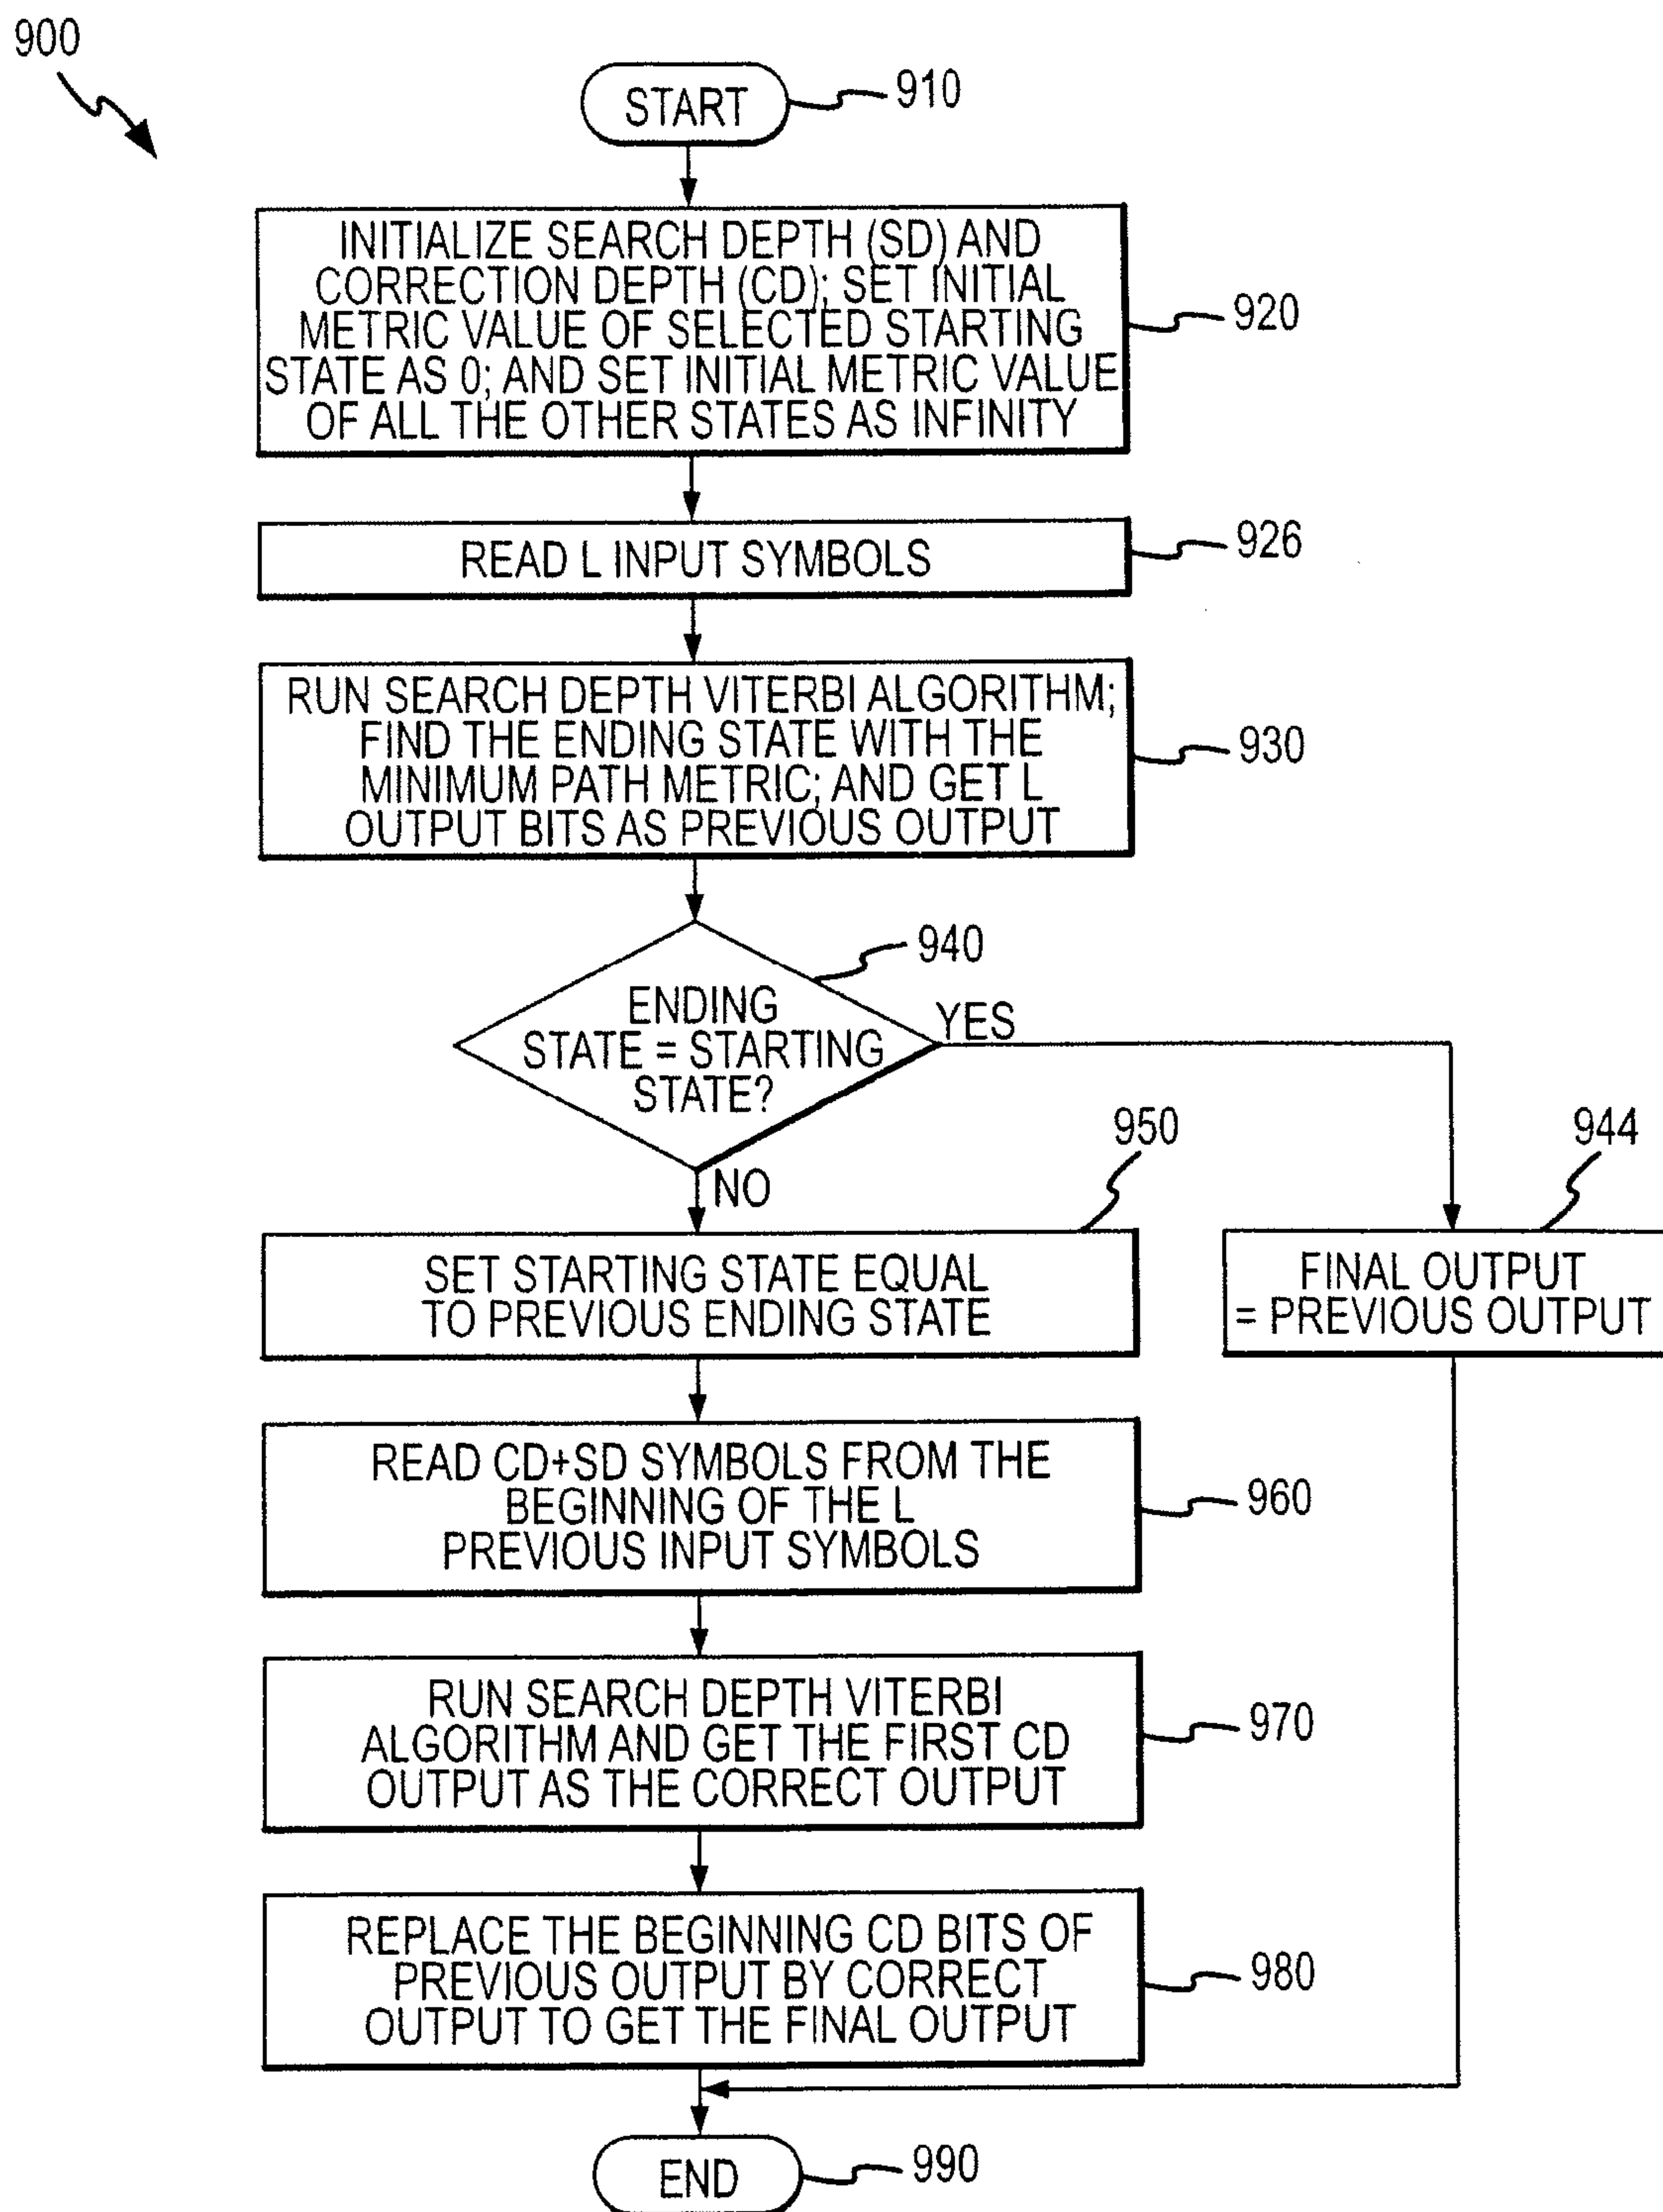 900
START
910
INITIALIZE SEARCH DEPTH (SD) AND
CORRECTION DEPTH (CD); SET INITIAL
METRIC VALUE OF SELECTED STARTING
STATE AS 0; AND SET INITIAL METRIC VALUE
OF ALL THE OTHER STATES AS INFINITY
920
READ L INPUT SYMBOLS
926
RUN SEARCH DEPTH VITERBI ALGORITHM;
FIND THE ENDING STATE WITH THE
MINIMUM PATH METRIC; AND GET L
OUTPUT BITS AS PREVIOUS OUTPUT
930
940
ENDING
STATE = STARTING
STATE?
YES
NO
950
944
SET STARTING STATE EQUAL
TO PREVIOUS ENDING STATE
FINAL OUTPUT
= PREVIOUS OUTPUT
READ CD+SD SYMBOLS FROM THE
BEGINNING OF THE L
PREVIOUS INPUT SYMBOLS
960
RUN SEARCH DEPTH VITERBI
ALGORITHM AND GET THE FIRST CD
OUTPUT AS THE CORRECT OUTPUT
970
REPLACE THE BEGINNING CD BITS OF
PREVIOUS OUTPUT BY CORRECT
OUTPUT TO GET THE FINAL OUTPUT
980
END
990